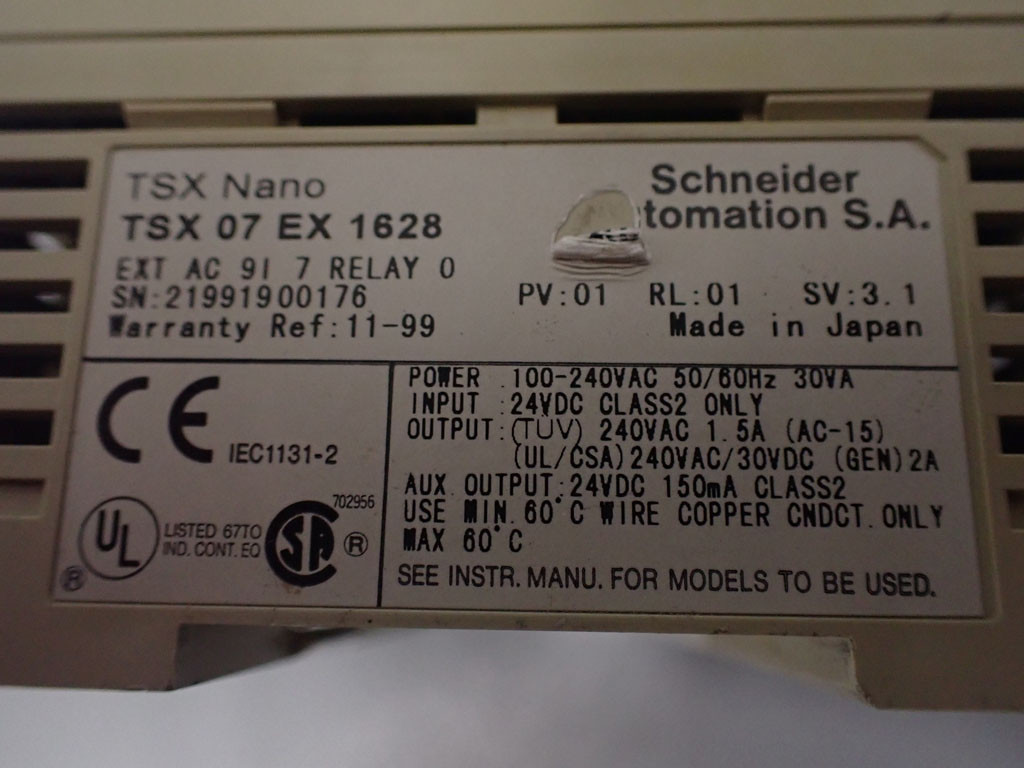 TSX Nano
TSX 07 EX 1628
EXT AC 9I 7 RELAY O
SN:21991900176
Warranty Ref:11-99
Schneider
tomation S.A.
PV:01 RL:01 SV:3.1
Made in Japan
CE
IEC1131-2
UL
®
LISTED 67TO
IND. CONT. EQ
702956
SA
®
POWER :100-240VAC 50/60Hz 30VA
INPUT :24VDC CLASS2 ONLY
OUTPUT:(TÜV) 240VAC 1.5A (AC-15)
(UL/CSA)240VAC/30VDC (GEN)2A
AUX OUTPUT:24VDC 150mA CLASS2
USE MIN.60°C WIRE COPPER CNDCT.ONLY
MAX 60°C
SEE INSTR. MANU. FOR MODELS TO BE USED.